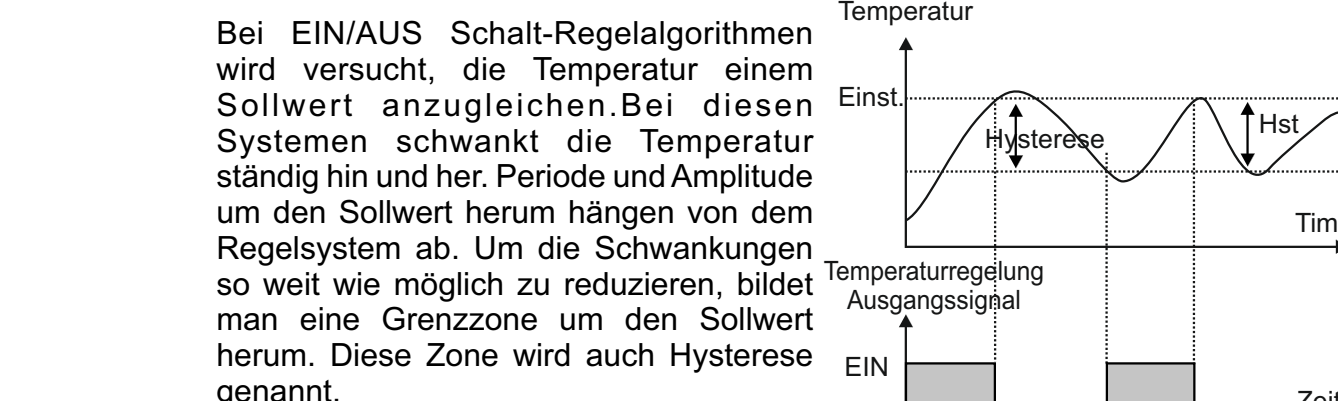 Bei EIN/AUS Schalt-Regelalgorithmen
wird versucht, die Temperatur einem
Sollwert anzugleichen.Bei diesen
Systemen schwankt die Temperatur
ständig hin und her. Periode und Amplitude
um den Sollwert herum hängen von dem
Regelsystem ab. Um die Schwankungen
so weit wie möglich zu reduzieren, bildet
man eine Grenzzone um den Sollwert
herum. Diese Zone wird auch Hysterese
genannt.
Temperatur
Einst.
Hysterese
Hst
Tim
Temperaturregelung
Ausgangssignal
EIN
Zeit